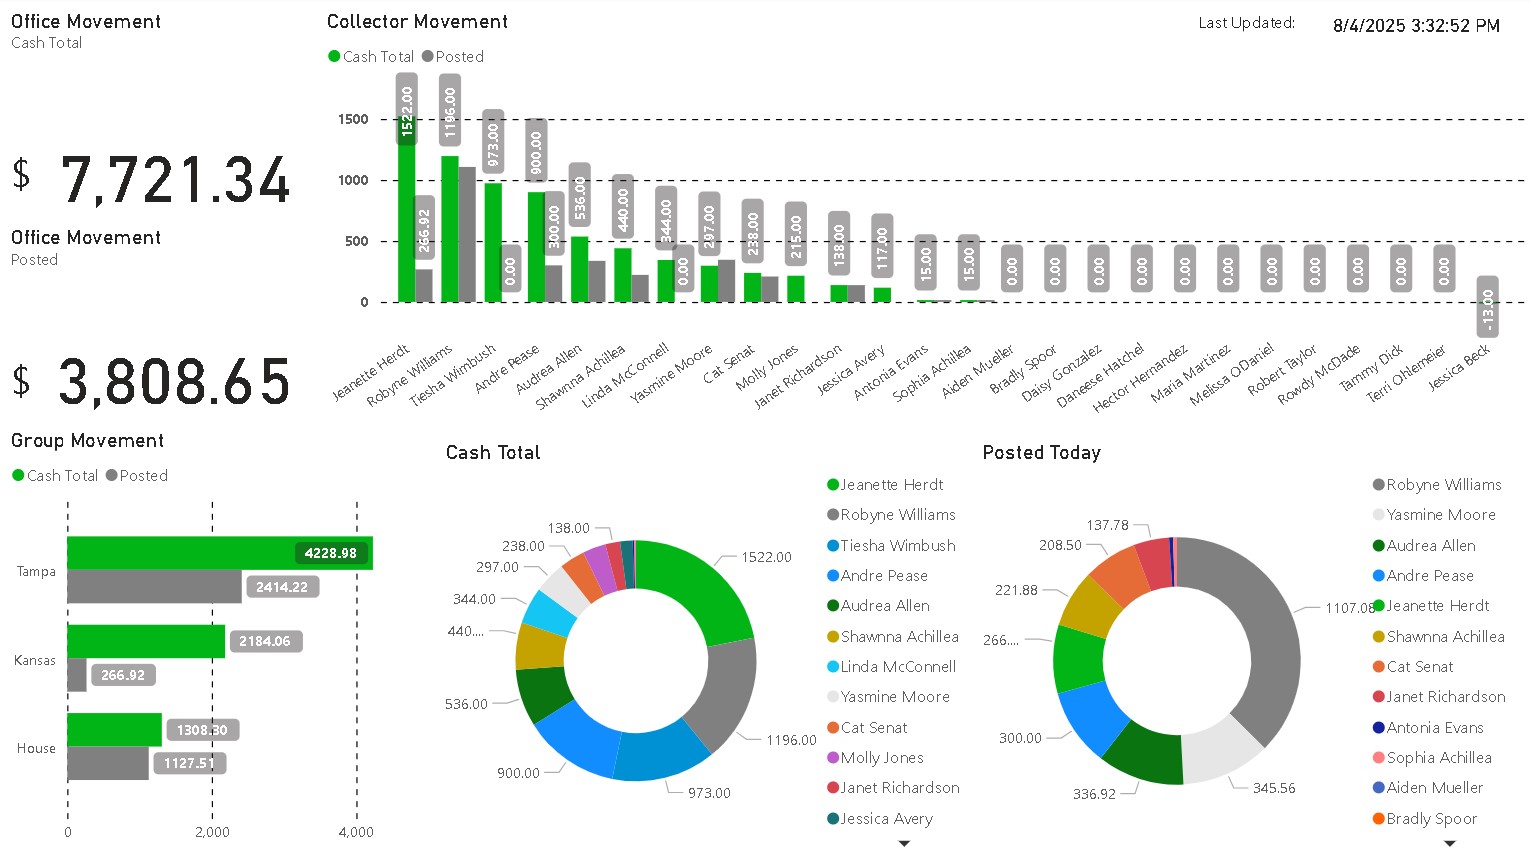 Office Movement
Cash Total
$ 7,721.34
Office Movement
Posted
$ 3,808.65
Collector Movement
Last Updated: 8/4/2025 3:32:52 PM
Cash Total Posted
1500
1000
500
0
1522.00
266.92
1196.00
973.00
0.00
900.00
300.00
536.00
440.00
344.00
0.00
297.00
238.00
215.00
138.00
117.00
15.00
15.00
0.00
0.00
0.00
0.00
0.00
0.00
0.00
0.00
0.00
0.00
0.00
-13.00
Jeanette Herdt
Robyne Williams
Tiesha Wimbush
Andre Pease
Audrea Allen
Shawnna Achillea
Linda McConnell
Yasmine Moore
Cat Senat
Molly Jones
Janet Richardson
Jessica Avery
Antonia Evans
Sophia Achillea
Aiden Mueller
Bradly Spoor
Daisy Gonzalez
Daneese Hatchel
Hector Hernandez
Maria Martinez
Melissa ODaniel
Robert Taylor
Rowdy McDade
Tammy Dick
Terri Ohlemeier
Jessica Beck
Group Movement
Cash Total Posted
Tampa
4228.98
2414.22
Kansas
2184.06
266.92
House
1308.30
1127.51
0
2,000
4,000
Cash Total
1522.00
1196.00
973.00
900.00
536.00
440....
344.00
297.00
238.00
138.00
Jeanette Herdt
Robyne Williams
Tiesha Wimbush
Andre Pease
Audrea Allen
Shawnna Achillea
Linda McConnell
Yasmine Moore
Cat Senat
Molly Jones
Janet Richardson
Jessica Avery
Posted Today
1107.08
345.56
336.92
300.00
266....
221.88
208.50
137.78
Robyne Williams
Yasmine Moore
Audrea Allen
Andre Pease
Jeanette Herdt
Shawnna Achillea
Cat Senat
Janet Richardson
Antonia Evans
Sophia Achillea
Aiden Mueller
Bradly Spoor